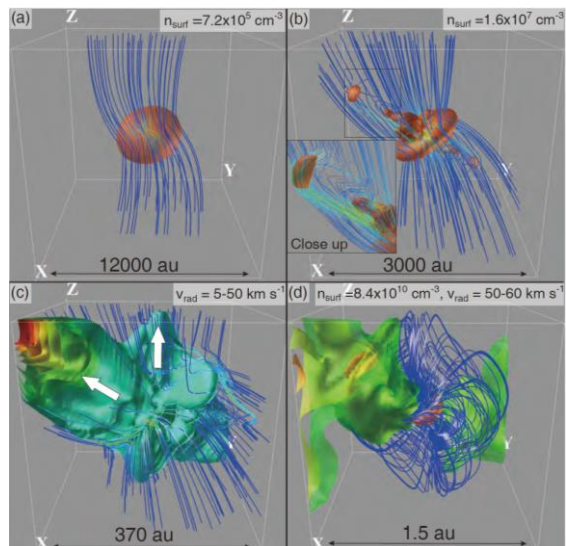 (a)
Z
n_surf =7.2x10^5 cm^-3
Y
X
12000 au
(b)
Z
n_surf =1.6x10^7 cm^-3
Y
Close up
X
3000 au
(c)
Z
v_rad = 5-50 km s^-1
X
370 au
(d)
n_surf =8.4x10^10 cm^-3, v_rad = 50-60 km s^-1
Y
X
1.5 au